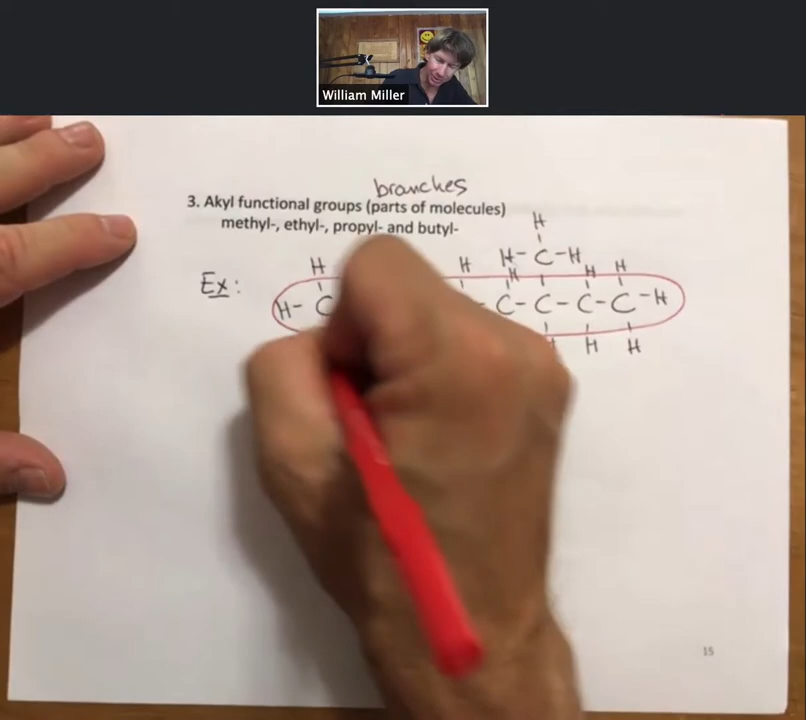 William Miller
branches
3. Akyl functional groups (parts of molecules)
methyl-, ethyl-, propyl- and butyl-
H
H H H-C-H H H H
Ex: H-C C-C-C-C-H
H H H
15